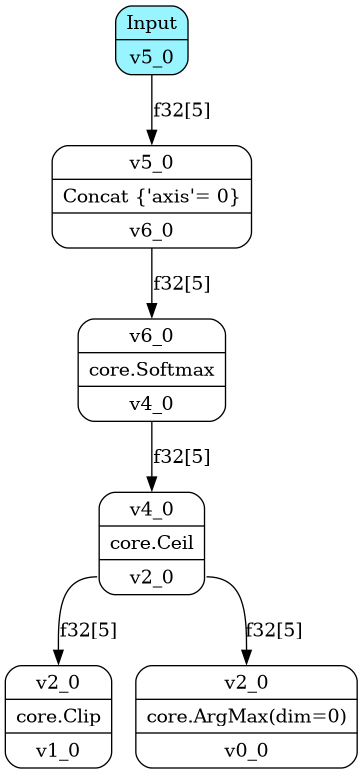 Input
v5_0
f32[5]
v5_0
Concat {'axis'= 0}
v6_0
f32[5]
v6_0
core.Softmax
v4_0
f32[5]
v4_0
core.Ceil
v2_0
f32[5]
f32[5]
v2_0
core.Clip
v1_0
v2_0
core.ArgMax(dim=0)
v0_0